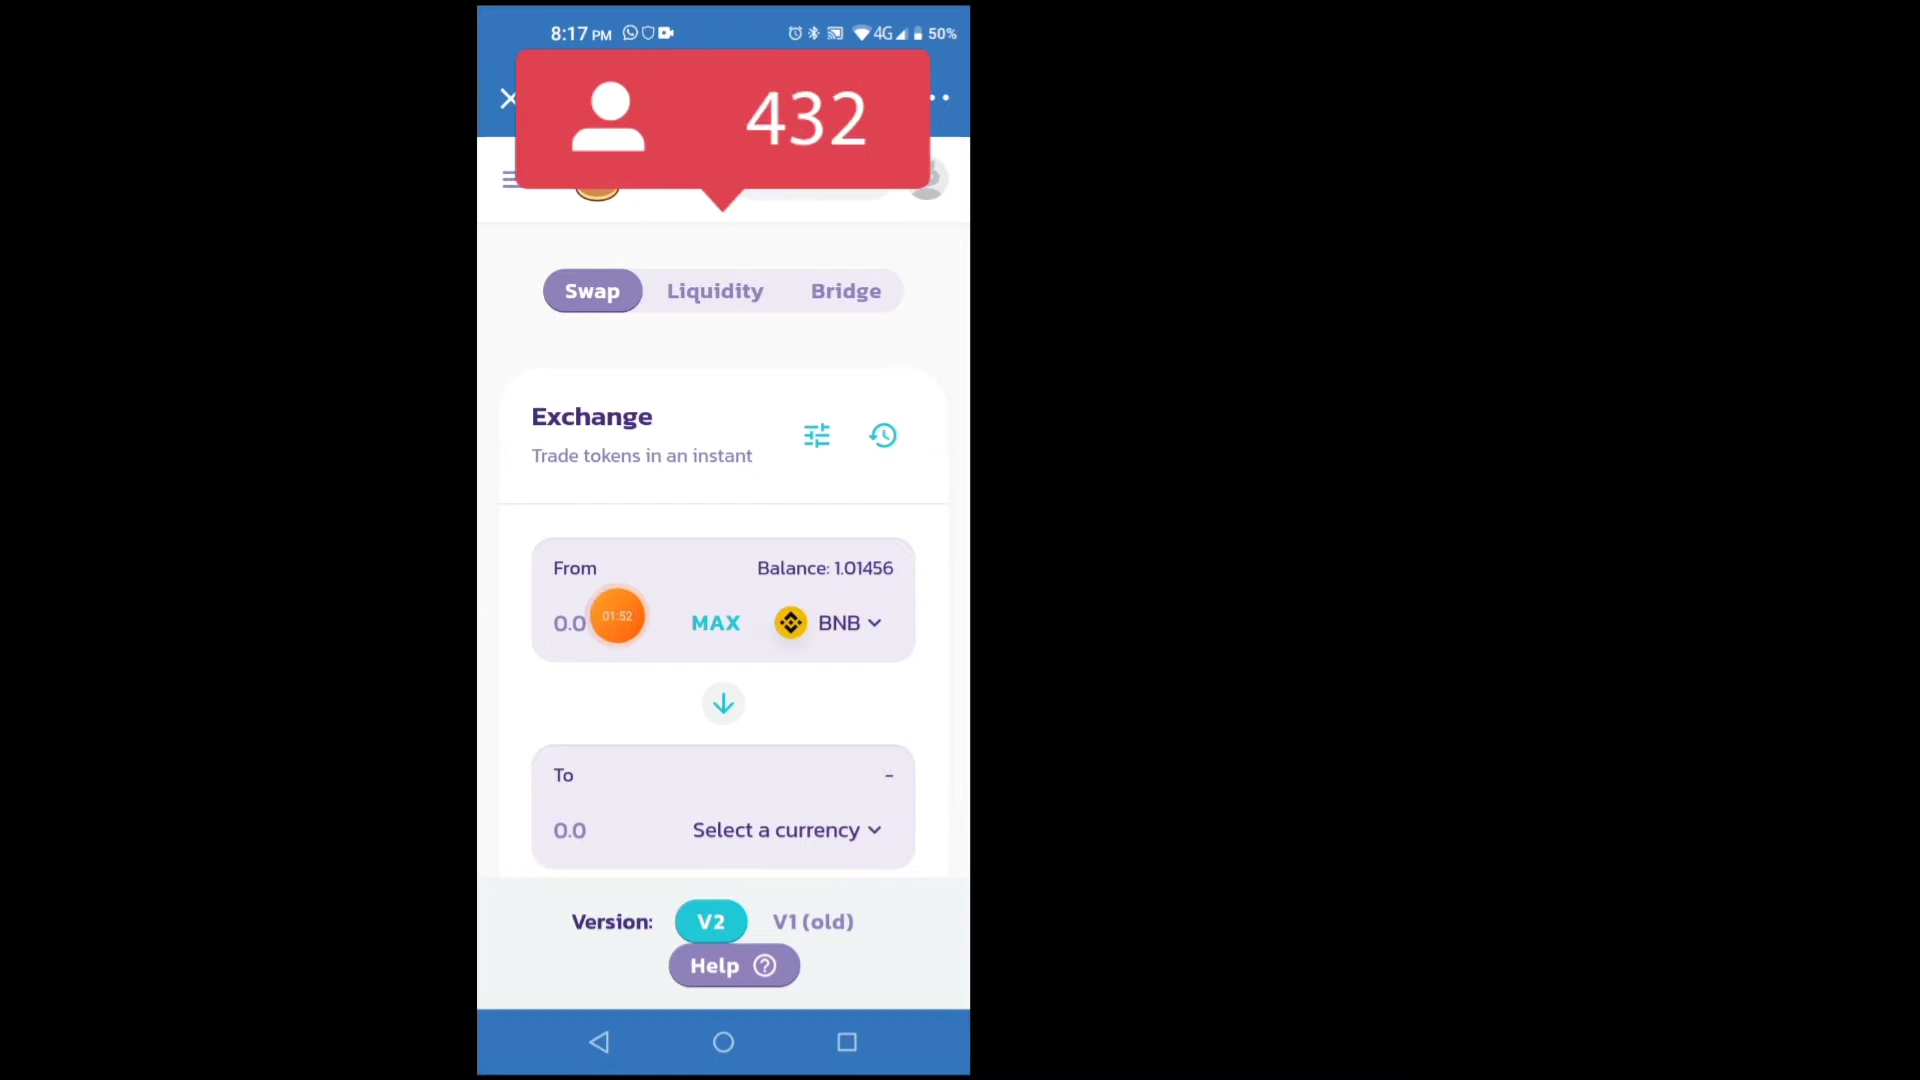 8:17 PM 4G 50%
432
Swap Liquidity Bridge
Exchange
Trade tokens in an instant
From Balance: 1.01456
0.0 01:52 MAX BNB
To -
0.0 Select a currency
Version: V2 V1 (old)
Help ?